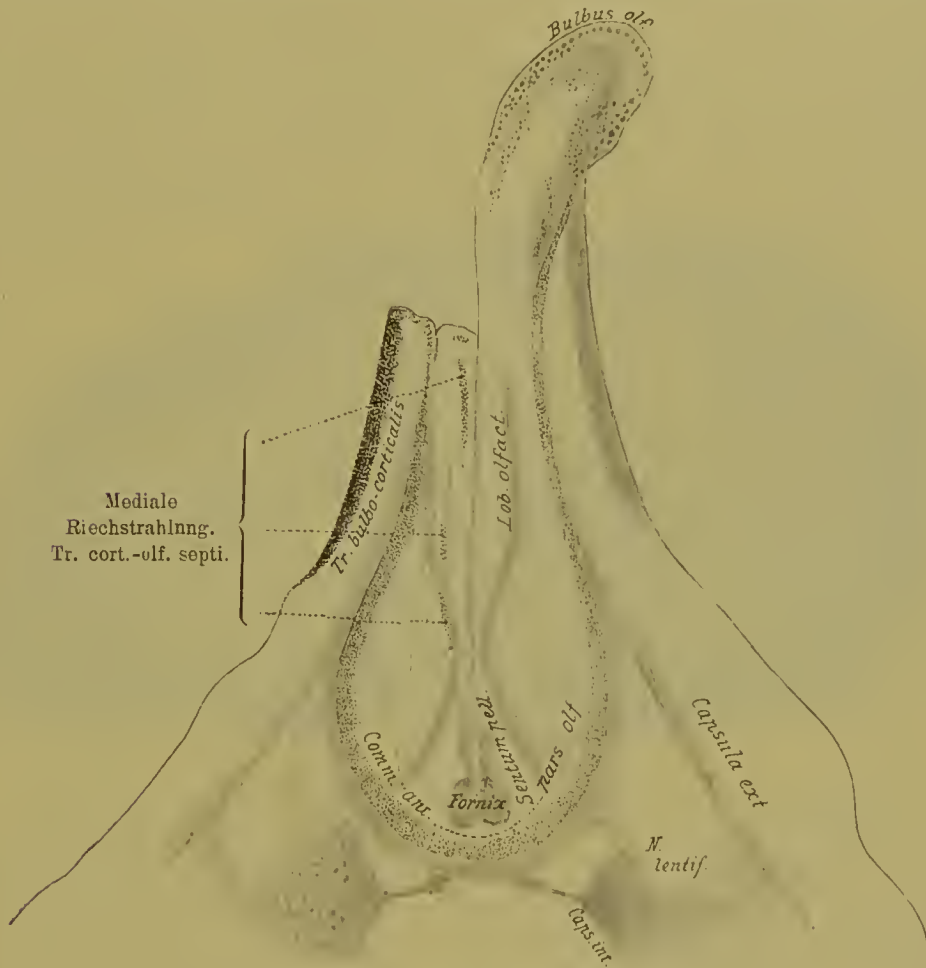 Bulbus olf.
Tr. bulbo-corticalis
Lob. olfact.
Mediale
Riechstrahlnng.
Tr. cort.-olf. septi.
Septum pell.
pars olf
Capsula ext
Comm. ant.
Fornix
N.
lentif.
Caps. int.